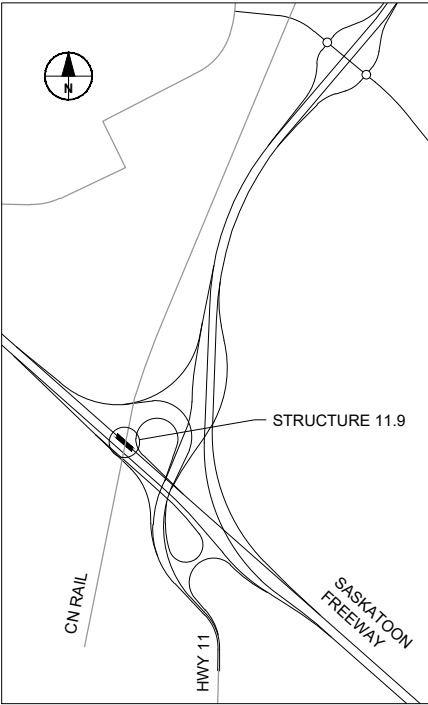 N
STRUCTURE 11.9
CN RAIL
HWY 11
SASKATOON
FREEWAY